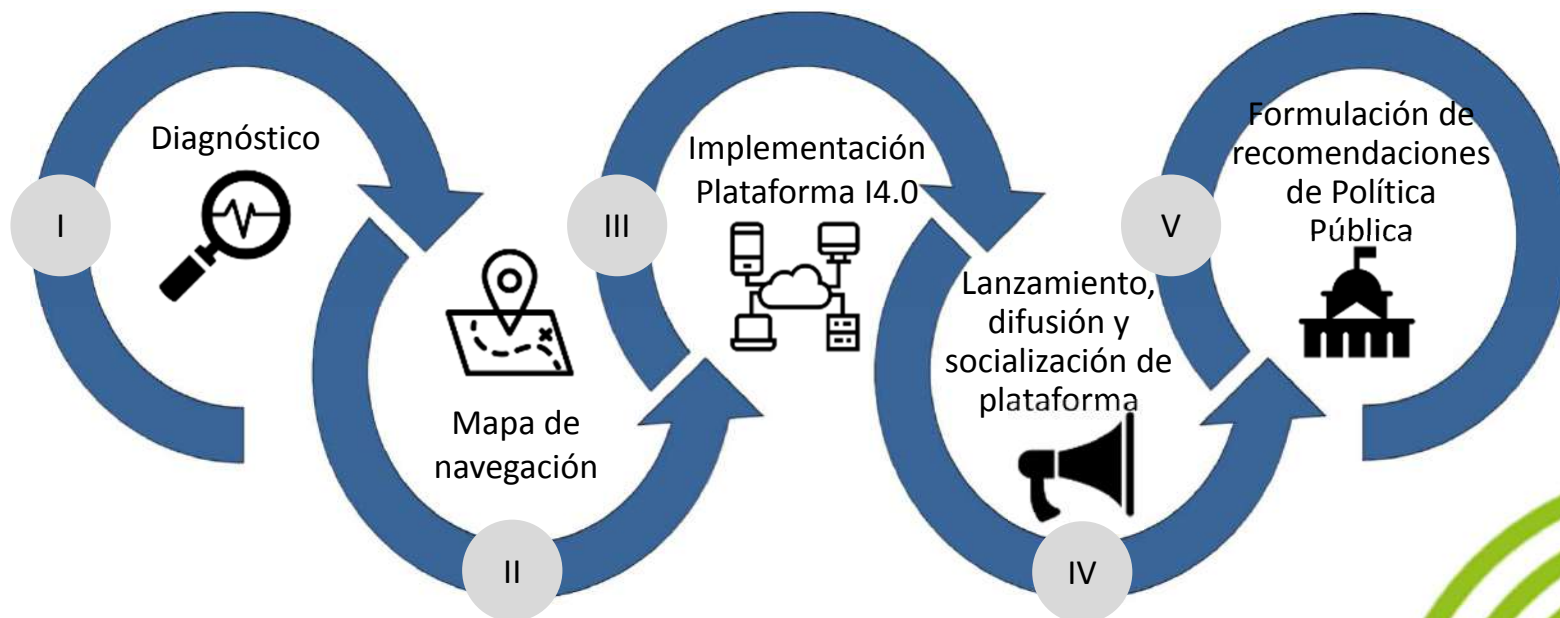 I
Diagnóstico
II
Mapa de
navegación
III
Implementación
Plataforma I4.0
IV
Lanzamiento,
difusión y
socialización de
plataforma
V
Formulación de
recomendaciones
de Política
Pública